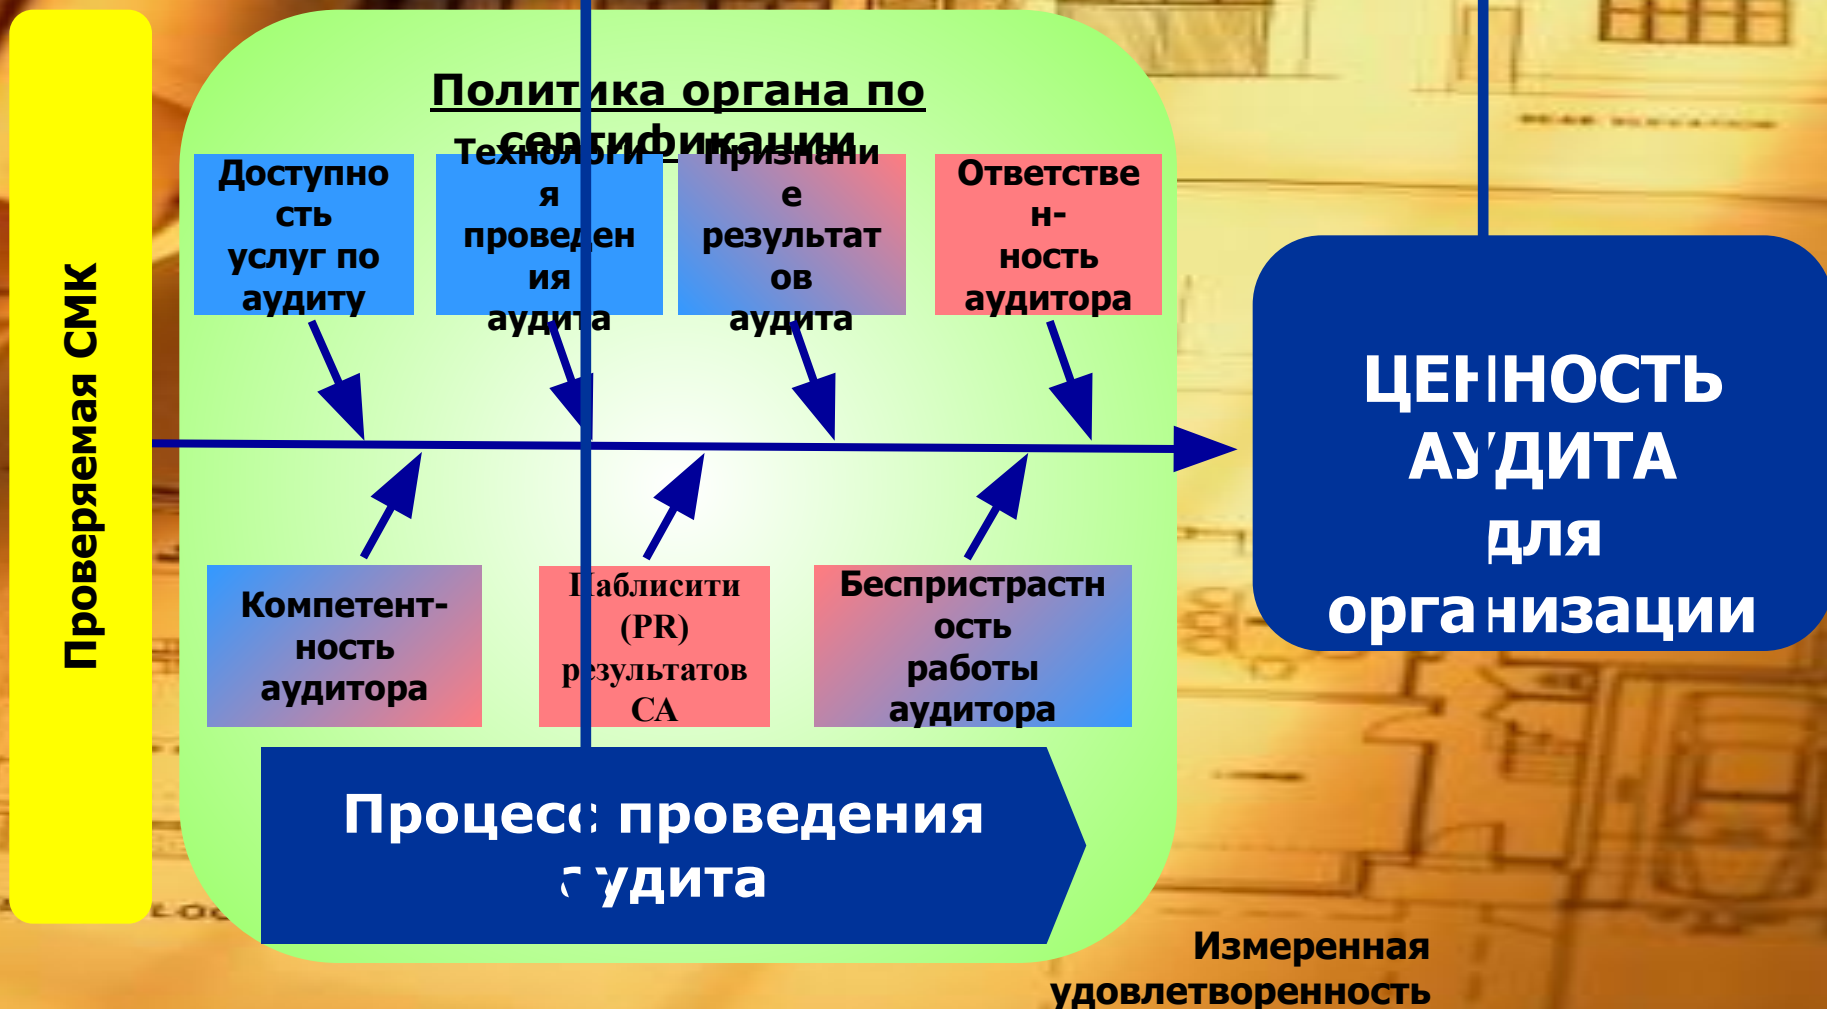 Проверяемая СМК
Политика органа по
сертификации
Доступно
сть
услуг по
аудиту
Технологи
я
проведен
ия
аудита
Признани
е
результат
ов
аудита
Ответстве
н-
ность
аудитора
ЦЕННОСТЬ
АУДИТА
для
организации
Компетент-
ность
аудитора
Паблисити
(PR)
результатов
СА
Беспристрастн
ость
работы
аудитора
Процесс проведения
аудита
Измеренная
удовлетворенность